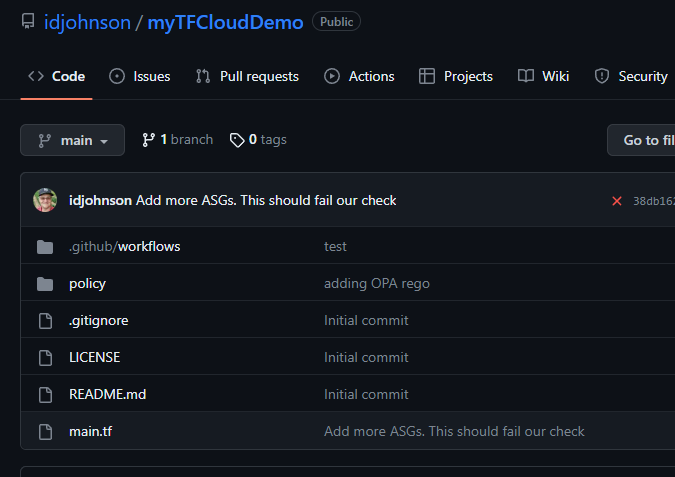 idjohnson / myTFCloudDemo Public
Code Issues Pull requests Actions Projects Wiki Security
main 1 branch 0 tags Go to fil
idjohnson Add more ASGs. This should fail our check 38db162
.github/workflows test
policy adding OPA rego
.gitignore Initial commit
LICENSE Initial commit
README.md Initial commit
main.tf Add more ASGs. This should fail our check